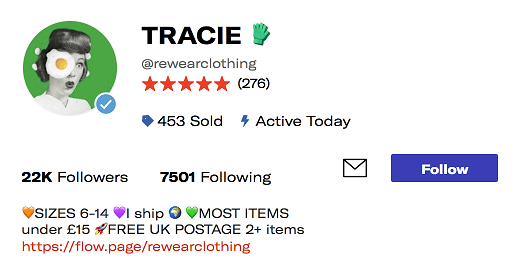 TRACIE 🧤
@rewearclothing
★★★★★ (276)
453 Sold Active Today
22K Followers 7501 Following Follow
🧡SIZES 6-14 💜I ship 🌍 💚MOST ITEMS
under £15 🚀FREE UK POSTAGE 2+ items
https://flow.page/rewearclothing